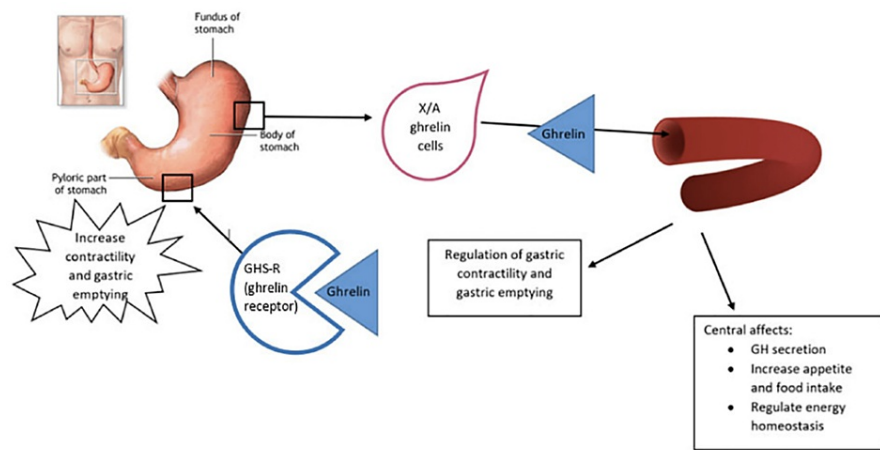 Fundus of
stomach
Body of
stomach
Pyloric part
of stomach
X/A
ghrelin
cells
Ghrelin
Increase
contractility
and gastric
emptying
GHS-R
(ghrelin
receptor)
Ghrelin
Regulation of gastric
contractility and
gastric emptying
Central affects:
● GH secretion
● Increase appetite
and food intake
● Regulate energy
homeostasis